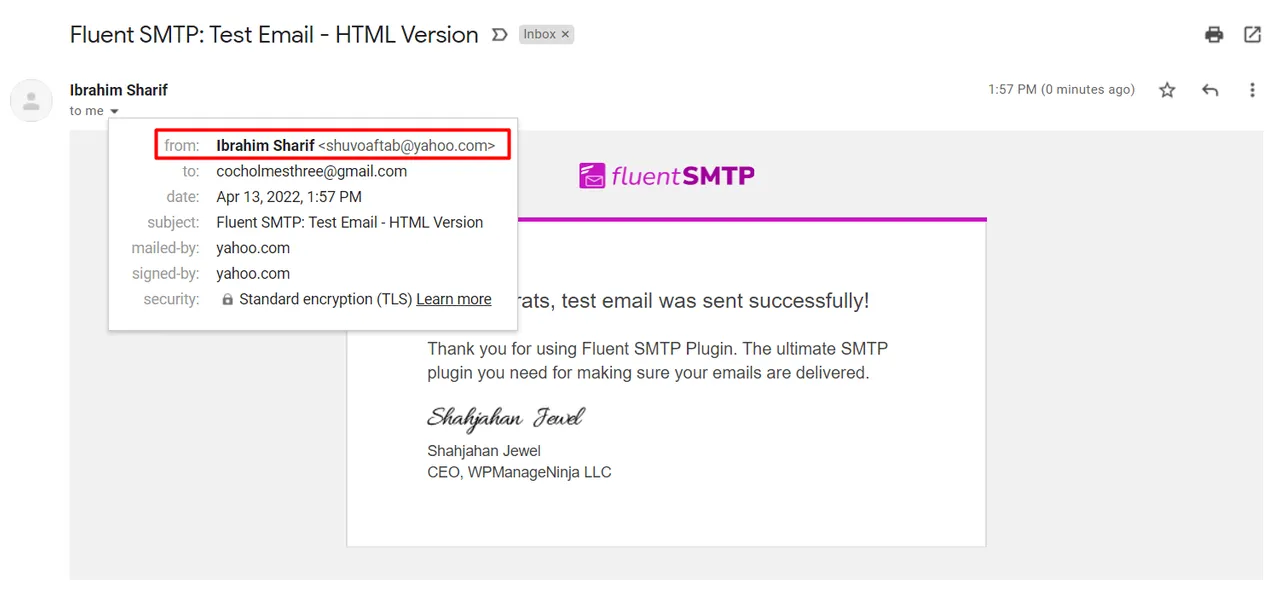 Fluent SMTP: Test Email - HTML Version Inbox ×
Ibrahim Sharif 1:57 PM (0 minutes ago)
to me
from: Ibrahim Sharif <shuvoaftab@yahoo.com>
to: cocholmesthree@gmail.com
date: Apr 13, 2022, 1:57 PM
subject: Fluent SMTP: Test Email - HTML Version
mailed-by: yahoo.com
signed-by: yahoo.com
security: Standard encryption (TLS) Learn more
fluentSMTP
rats, test email was sent successfully!
Thank you for using Fluent SMTP Plugin. The ultimate SMTP
plugin you need for making sure your emails are delivered.
Shahjahan Jewel
Shahjahan Jewel
CEO, WPManageNinja LLC